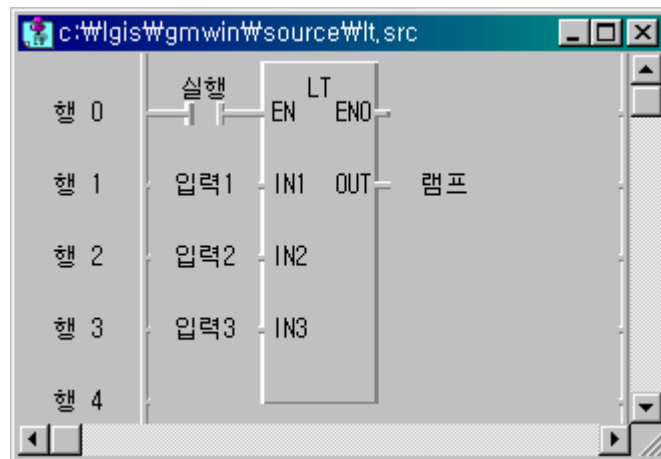 c:₩lgis₩gmwin₩source₩lt.src
실행 LT
행 0 EN ENO
행 1 입력1 IN1 OUT 램프
행 2 입력2 IN2
행 3 입력3 IN3
행 4